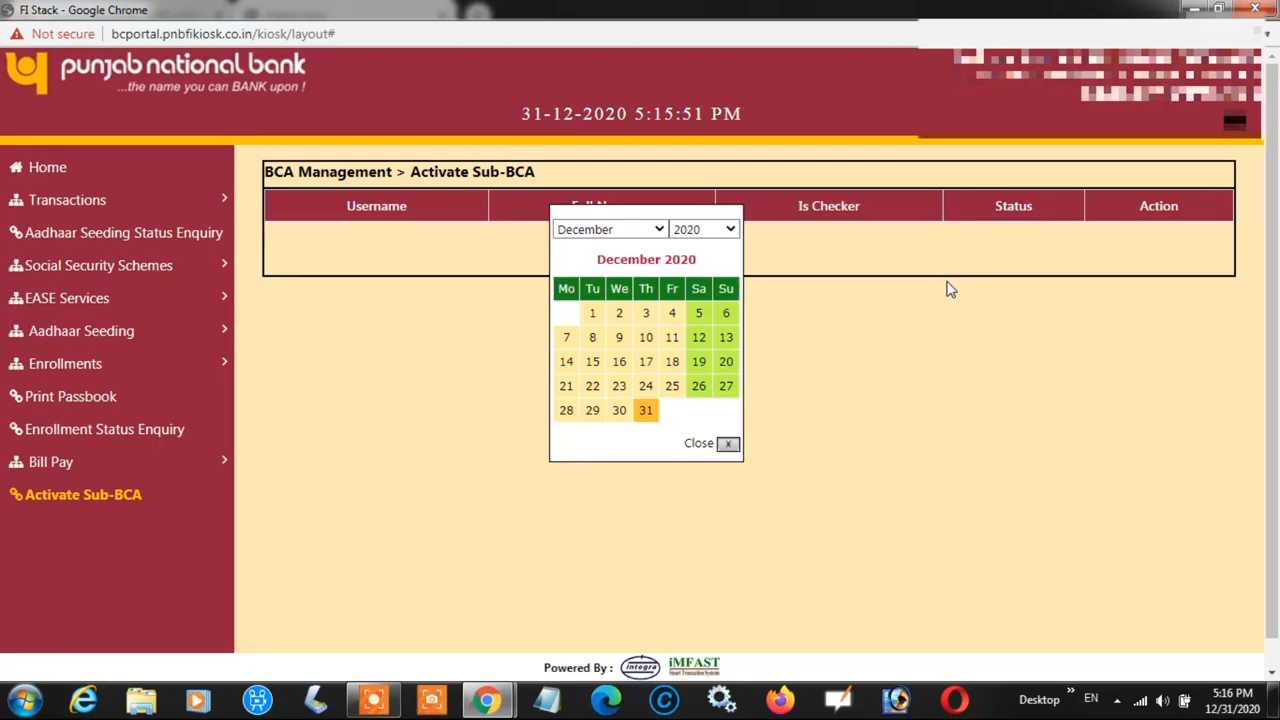 FI Stack - Google Chrome
Not secure bcportal.pnbfikiosk.co.in/kiosk/layout#
punjab national bank
...the name you can BANK upon !
31-12-2020 5:15:51 PM
Home
Transactions
Aadhaar Seeding Status Enquiry
Social Security Schemes
EASE Services
Aadhaar Seeding
Enrollments
Print Passbook
Enrollment Status Enquiry
Bill Pay
Activate Sub-BCA
BCA Management > Activate Sub-BCA
Username Is Checker Status Action
December 2020
December 2020
Mo Tu We Th Fr Sa Su
1 2 3 4 5 6
7 8 9 10 11 12 13
14 15 16 17 18 19 20
21 22 23 24 25 26 27
28 29 30 31
Close x
Powered By : integra iMFAST
Smart Transaction Systems
Desktop » EN 5:16 PM
12/31/2020